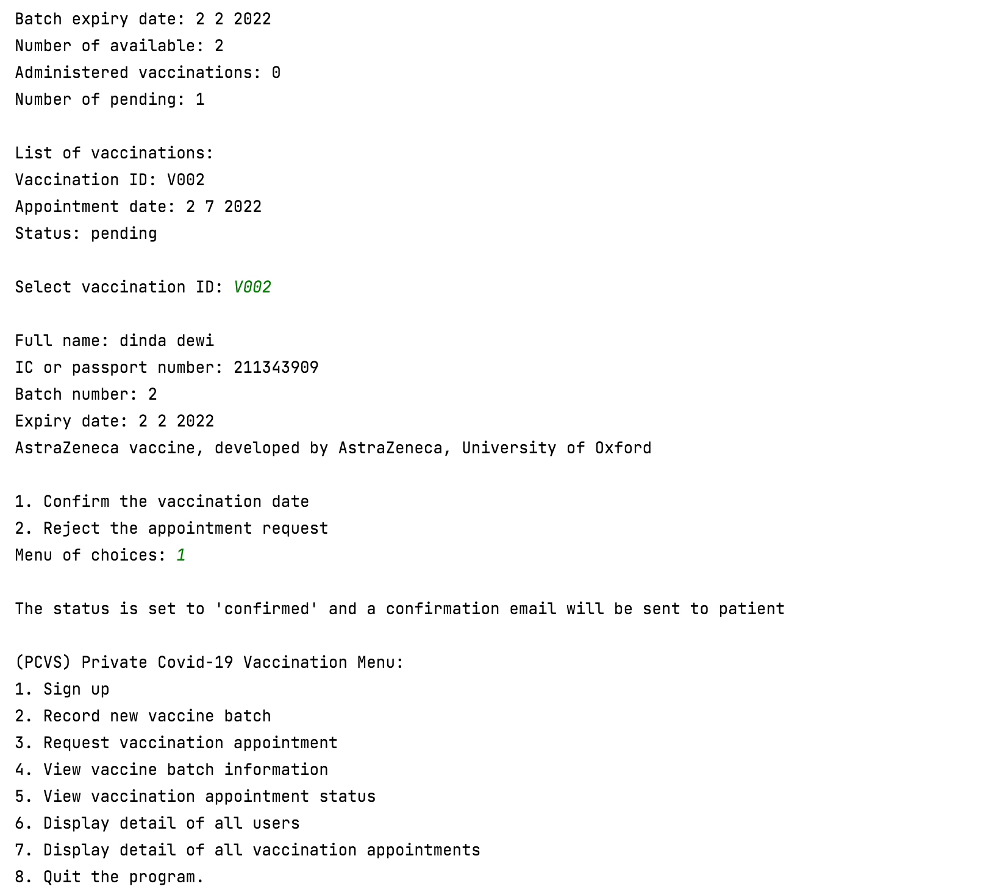 Batch expiry date: 2 2 2022
Number of available: 2
Administered vaccinations: 0
Number of pending: 1
List of vaccinations:
Vaccination ID: V002
Appointment date: 2 7 2022
Status: pending
Select vaccination ID: V002
Full name: dinda dewi
IC or passport number: 211343909
Batch number: 2
Expiry date: 2 2 2022
AstraZeneca vaccine, developed by AstraZeneca, University of Oxford
1. Confirm the vaccination date
2. Reject the appointment request
Menu of choices: 1
The status is set to 'confirmed' and a confirmation email will be sent to patient
(PCVS) Private Covid-19 Vaccination Menu:
1. Sign up
2. Record new vaccine batch
3. Request vaccination appointment
4. View vaccine batch information
5. View vaccination appointment status
6. Display detail of all users
7. Display detail of all vaccination appointments
8. Quit the program.